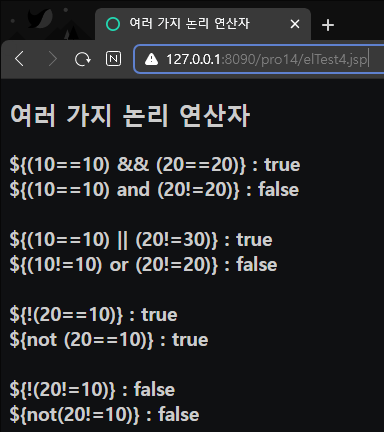 여러 가지 논리 연산자
127.0.0.1:8090/pro14/elTest4.jsp
여러 가지 논리 연산자
${(10==10) && (20==20)} : true
${(10==10) and (20!=20)} : false
${(10==10) || (20!=30)} : true
${(10!=10) or (20!=20)} : false
${!(20==10)} : true
${not (20==10)} : true
${!(20!=10)} : false
${not(20!=10)} : false